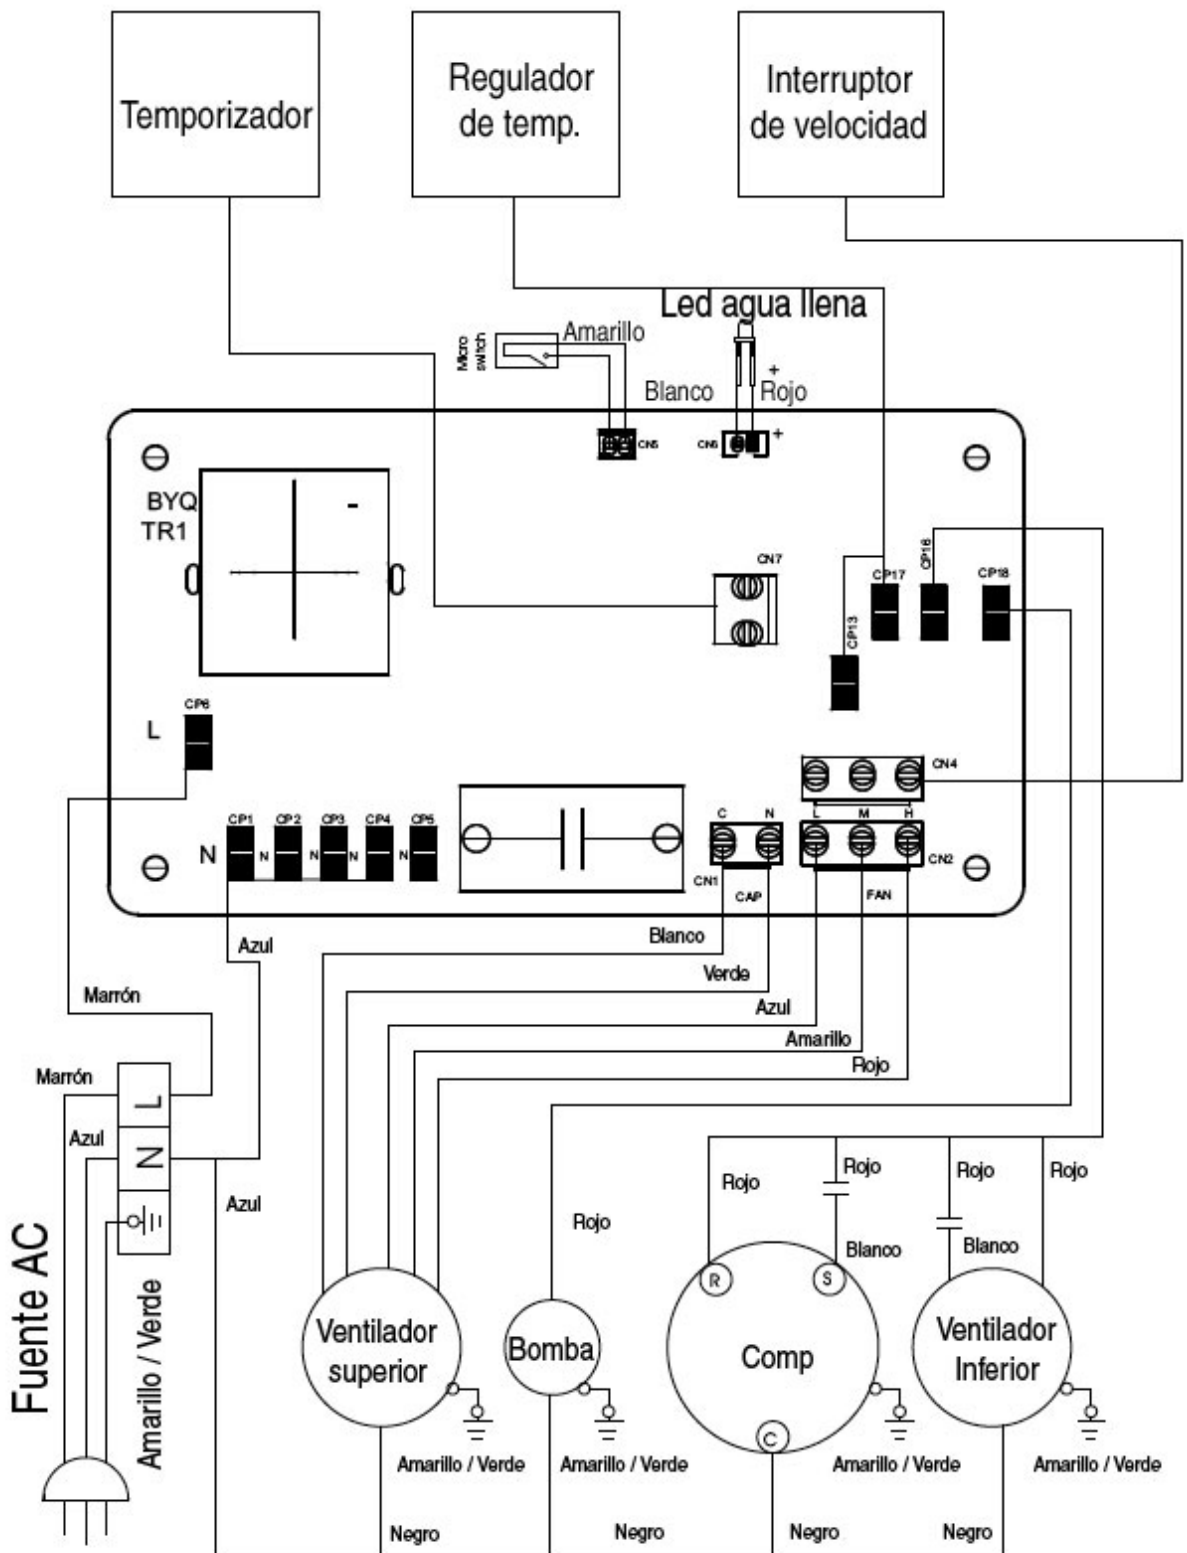 Temporizador
Regulador
de temp.
Interruptor
de velocidad
Led agua llena
Micro
switch
Amarillo
Blanco
+
Rojo
CN5
CN6
+
BYQ
TR1
-
CN7
CP13
CP17
CP16
CP18
CP6
L
CN4
N
CP1
N
CP2
N
CP3
N
CP4
N
CP5
C
N
L
M
H
CN1
CAP
FAN
CN2
Azul
Blanco
Verde
Marrón
Azul
Amarillo
Rojo
Marrón
L
Azul
N
Azul
Rojo
Rojo
Rojo
Rojo
Rojo
Blanco
Blanco
R
S
C
Fuente AC
Amarillo / Verde
Ventilador
superior
Bomba
Comp
Ventilador
Inferior
Amarillo / Verde
Amarillo / Verde
Amarillo / Verde
Amarillo / Verde
Negro
Negro
Negro
Negro